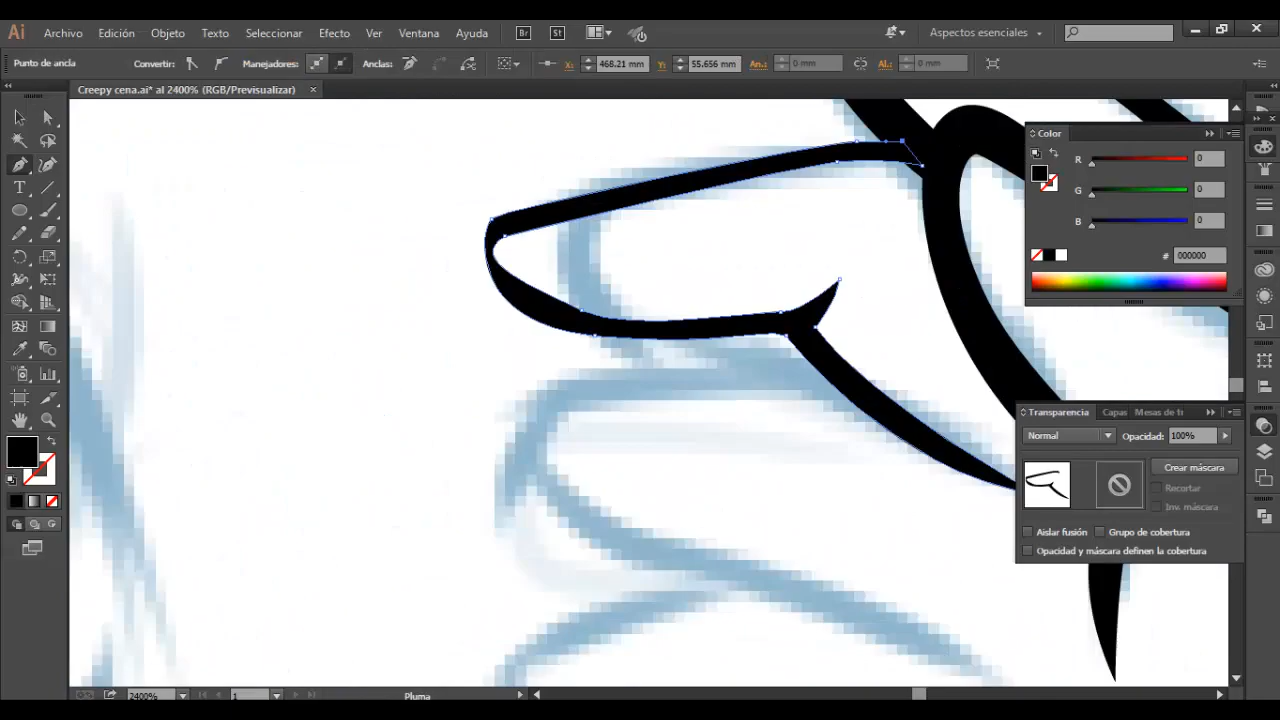 Ai Archivo Edición Objeto Texto Seleccionar Efecto Ver Ventana Ayuda Br St Aspectos esenciales
Punto de ancla Convertir: Manejadores: Anclas: X: 468.21 mm Y: 55.656 mm An.: 0 mm Al.: 0 mm
Creepy cena.ai* al 2400% (RGB/Previsualizar)
Color
R 0
G 0
B 0
# 000000
Transparencia Capas Mesas de tr
Normal Opacidad: 100%
Crear máscara
Recortar
Inv. máscara
Aislar fusión Grupo de cobertura
Opacidad y máscara definen la cobertura
2400% 1 Pluma